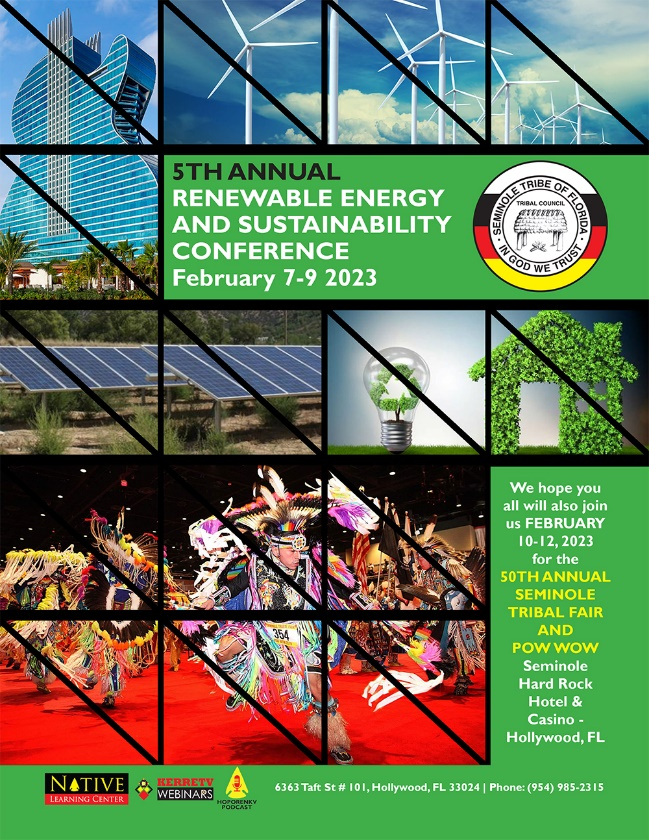 5TH ANNUAL
RENEWABLE ENERGY
AND SUSTAINABILITY
CONFERENCE
February 7-9 2023
SEMINOLE TRIBE OF FLORIDA
TRIBAL COUNCIL
• IN GOD WE TRUST •
We hope you
all will also join
us FEBRUARY
10-12, 2023
for the
50TH ANNUAL
SEMINOLE
TRIBAL FAIR
AND
POW WOW
Seminole
Hard Rock
Hotel &
Casino -
Hollywood, FL
354
NATIVE
LEARNING CENTER
KERRETV
WEBINARS
HOPORENKV
PODCAST
6363 Taft St # 101, Hollywood, FL 33024 | Phone: (954) 985-2315